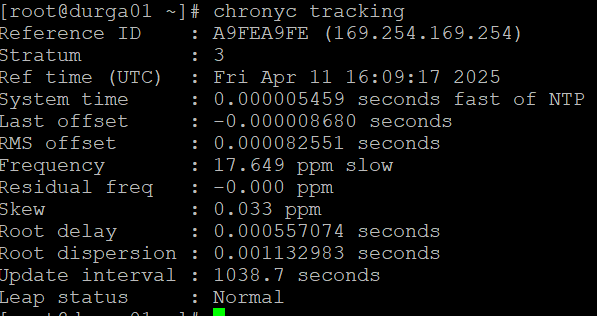 [root@durga01 ~]# chronyc tracking
Reference ID    : A9FEA9FE (169.254.169.254)
Stratum         : 3
Ref time (UTC)  : Fri Apr 11 16:09:17 2025
System time     : 0.000005459 seconds fast of NTP
Last offset     : -0.000008680 seconds
RMS offset      : 0.000082551 seconds
Frequency       : 17.649 ppm slow
Residual freq   : -0.000 ppm
Skew            : 0.033 ppm
Root delay      : 0.000557074 seconds
Root dispersion : 0.001132983 seconds
Update interval : 1038.7 seconds
Leap status     : Normal
[root@durga01 ~]#